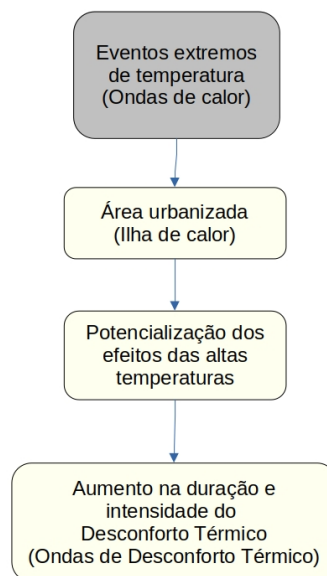 Eventos extremos
de temperatura
(Ondas de calor)
Área urbanizada
(Ilha de calor)
Potencialização dos
efeitos das altas
temperaturas
Aumento na duração e
intensidade do
Desconforto Térmico
(Ondas de Desconforto Térmico)